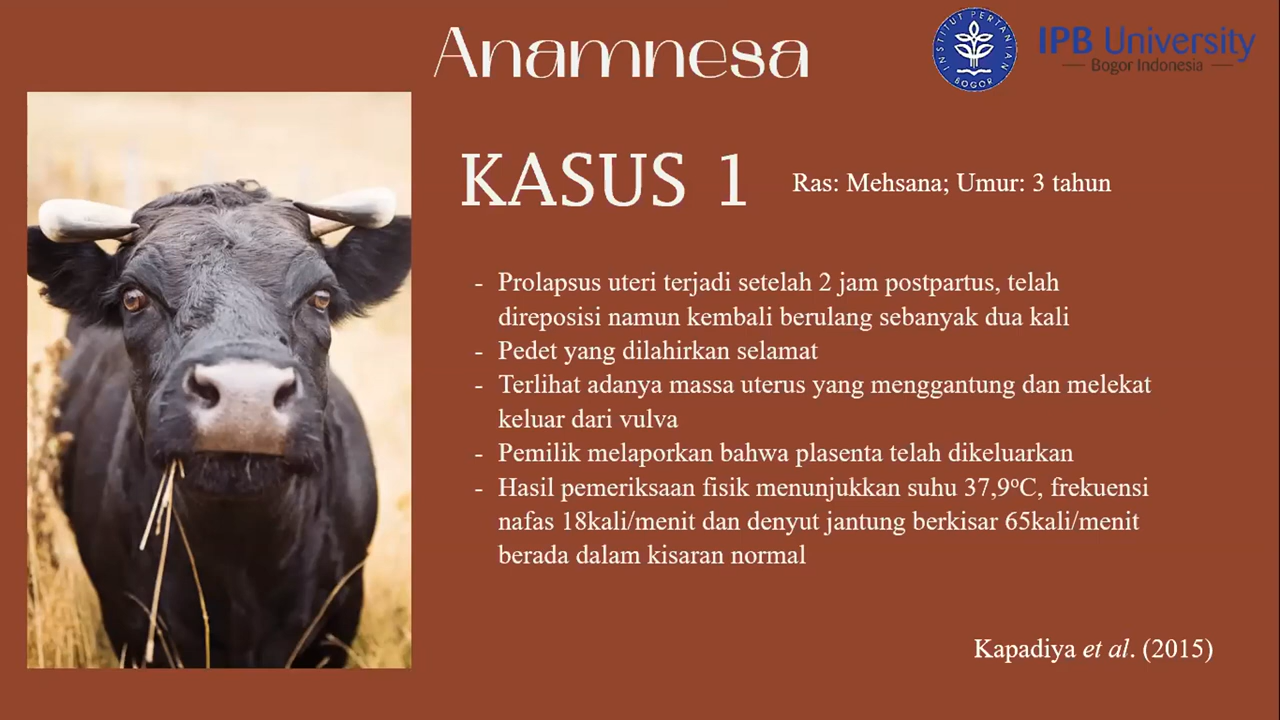 Anamnesa
INSTITUT PERTANIAN BOGOR
IPB University
Bogor Indonesia
KASUS 1
Ras: Mehsana; Umur: 3 tahun
- Prolapsus uteri terjadi setelah 2 jam postpartus, telah
direposisi namun kembali berulang sebanyak dua kali
- Pedet yang dilahirkan selamat
- Terlihat adanya massa uterus yang menggantung dan melekat
keluar dari vulva
- Pemilik melaporkan bahwa plasenta telah dikeluarkan
- Hasil pemeriksaan fisik menunjukkan suhu 37,9ºC, frekuensi
nafas 18kali/menit dan denyut jantung berkisar 65kali/menit
berada dalam kisaran normal
Kapadiya et al. (2015)